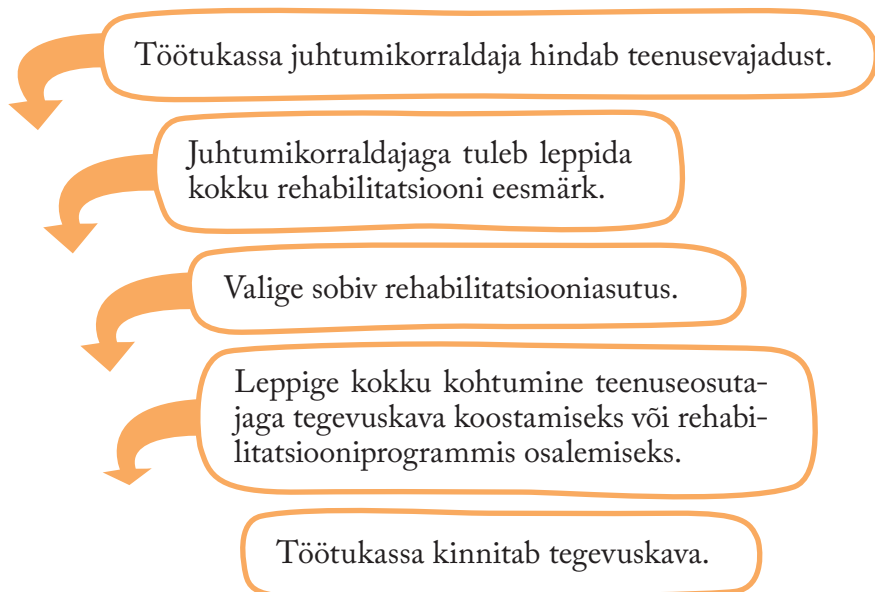 Töötukassa juhtumikorraldaja hindab teenusevajadust.
Juhtumikorraldajaga tuleb leppida
kokku rehabilitatsiooni eesmärk.
Valige sobiv rehabilitatsiooniasutus.
Leppige kokku kohtumine teenuseosuta-
jaga tegevuskava koostamiseks või rehabi-
litatsiooniprogrammis osalemiseks.
Töötukassa kinnitab tegevuskava.